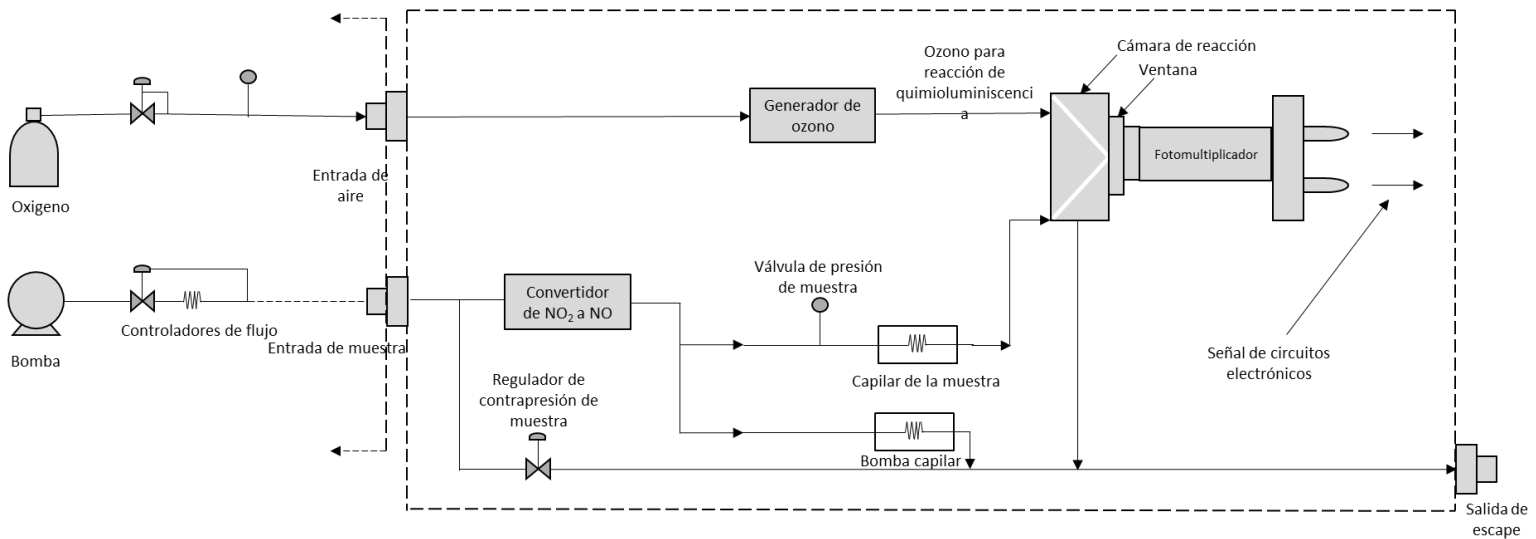 Ozono para
reacción de
quimioluminiscenci
a
Cámara de reacción
Ventana
Generador de
ozono
Fotomultiplicador
Entrada de
aire
Oxigeno
Válvula de presión
de muestra
Convertidor
de NO₂ a NO
Controladores de flujo
Entrada de muestra
Bomba
Señal de circuitos
electrónicos
Capilar de la muestra
Regulador de
contrapresión de
muestra
Bomba capilar
Salida de
escape